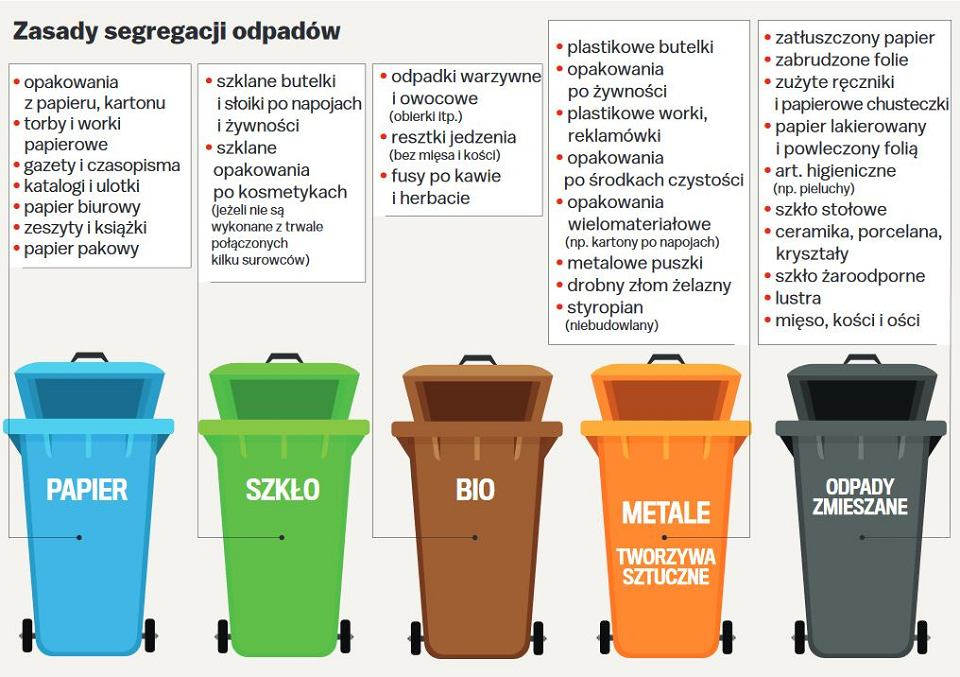 Zasady segregacji odpadów
• opakowania
z papieru, kartonu
• torby i worki
papierowe
• gazety i czasopisma
• katalogi i ulotki
• papier biurowy
• zeszyty i książki
• papier pakowy
• szklane butelki
i słoiki po napojach
i żywności
• szklane
opakowania
po kosmetykach
(jeżeli nie są
wykonane z trwale
połączonych
kilku surowców)
• odpadki warzywne
i owocowe
(obierki itp.)
• resztki jedzenia
(bez mięsa i kości)
• fusy po kawie
i herbacie
• plastikowe butelki
• opakowania
po żywności
• plastikowe worki,
reklamówki
• opakowania
po środkach czystości
• opakowania
wielomateriałowe
(np. kartony po napojach)
• metalowe puszki
• drobny złom żelazny
• styropian
(niebudowlany)
• zatłuszczony papier
• zabrudzone folie
• zużyte ręczniki
i papierowe chusteczki
• papier lakierowany
i powleczony folią
• art. higieniczne
(np. pieluchy)
• szkło stołowe
• ceramika, porcelana,
kryształy
• szkło żaroodporne
• lustra
• mięso, kości i ości
PAPIER
SZKŁO
BIO
METALE
TWORZYWA
SZTUCZNE
ODPADY
ZMIESZANE